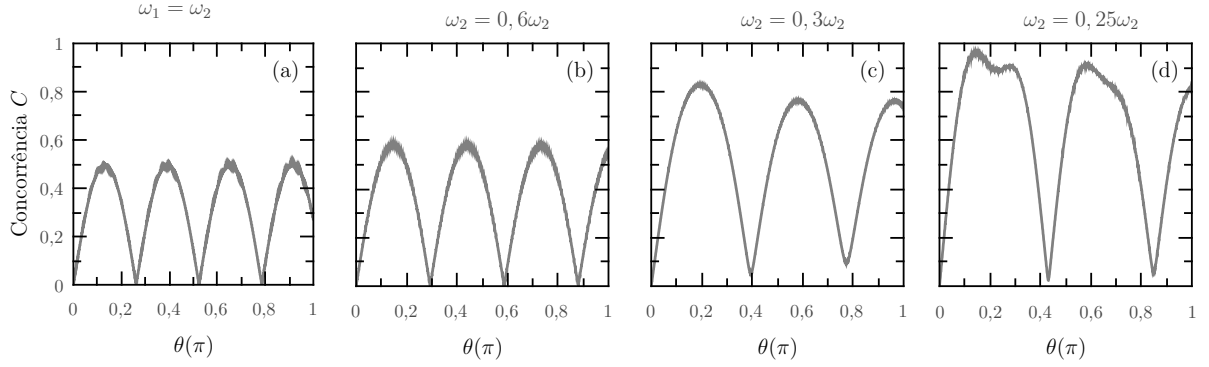 ω₁ = ω₂
ω₂ = 0, 6ω₂
ω₂ = 0, 3ω₂
ω₂ = 0, 25ω₂
Concorrência C
1
0,8
0,6
0,4
0,2
0
(a)
(b)
(c)
(d)
0 0,2 0,4 0,6 0,8 1
0 0,2 0,4 0,6 0,8 1
0 0,2 0,4 0,6 0,8 1
0 0,2 0,4 0,6 0,8 1
θ(π)
θ(π)
θ(π)
θ(π)